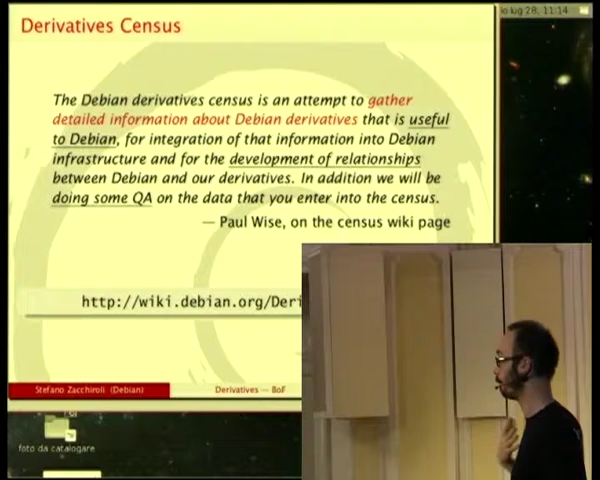 Derivatives Census
lo lug 28, 11:14
The Debian derivatives census is an attempt to gather
detailed information about Debian derivatives that is useful
to Debian, for integration of that information into Debian
infrastructure and for the development of relationships
between Debian and our derivatives. In addition we will be
doing some QA on the data that you enter into the census.
— Paul Wise, on the census wiki page
http://wiki.debian.org/Deri
Stefano Zacchiroli (Debian)
Derivatives — BoF
foto da catalogare